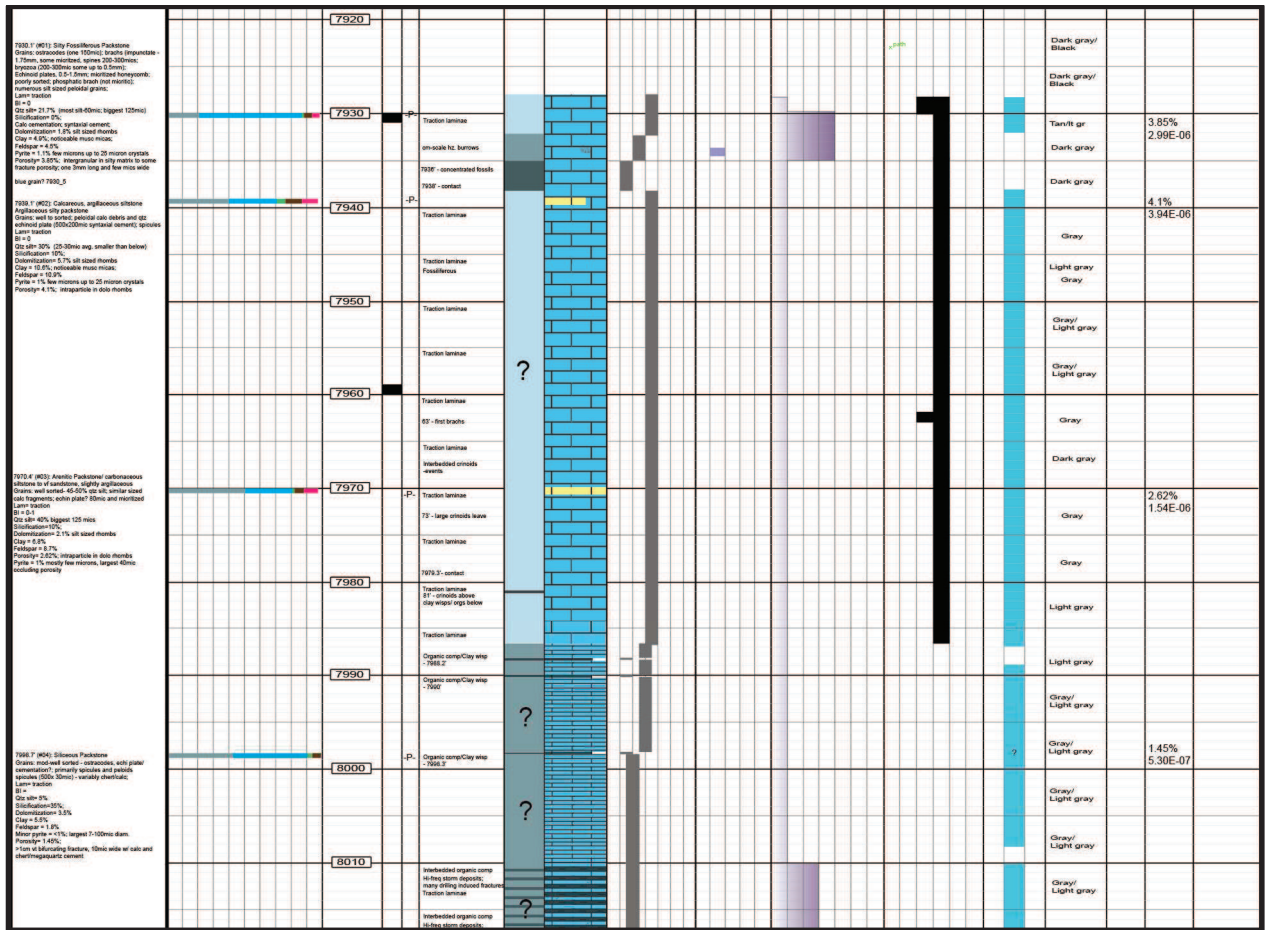 7930.1' (#01): Silty Fossiliferous Packstone
Grains: ostracodes (one 150mic); brachs (impunctate -
1.75mm, some micritized, spines 200-300mics;
bryozoa (200-300mic some up to 0.5mm);
Echinoid plates, 0.5-1.5mm; micritized honeycomb;
poorly sorted; phosphatic brach (not micritic);
numerous silt sized peloidal grains;
Lam= traction
BI = 0
Qtz silt= 21.7% (most silt-60mic; biggest 125mic)
Silicification= 0%;
Calc cementation; syntaxial cement;
Dolomitization= 1.8% silt sized rhombs
Clay = 4.9%; noticeable musc micas;
Feldspar = 4.5%
Pyrite = 1.1% few microns up to 25 micron crystals
Porosity= 3.85%; intergranular in silty matrix to some
fracture porosity; one 3mm long and few mics wide
blue grain? 7930_5
7939.1' (#02): Calcareous, argillaceous siltstone
Argillaceous silty packstone
Grains: well to sorted; peloidal calc debris and qtz
echinoid plate (500x200mic syntaxial cement); spicules
Lam= traction
BI = 0
Qtz silt= 30% (25-30mic avg, smaller than below)
Silicification= 10%;
Dolomitization= 5.7% silt sized rhombs
Clay = 10.6%; noticeable musc micas;
Feldspar = 10.9%
Pyrite = 1% few microns up to 25 micron crystals
Porosity= 4.1%; intraparticle in dolo rhombs
7970.4' (#03): Arenitic Packstone/ carbonaceous
siltstone to vf sandstone, slightly argillaceous
Grains: well sorted- 45-50% qtz silt; similar sized
calc fragments; echin plate? 80mic and micritized
Lam= traction
BI = 0-1
Qtz silt= 40% biggest 125 mics
Silicification=10%;
Dolomitization= 2.1% silt sized rhombs
Clay = 6.8%
Feldspar = 8.7%
Porosity= 2.62%; intraparticle in dolo rhombs
Pyrite = 1% mostly few microns, largest 40mic
occluding porosity
7998.7' (#04): Siliceous Packstone
Grains: mod-well sorted - ostracodes, echi plate/
cementation?; primarily spicules and peloids
spicules (500x 30mic) - variably chert/calc;
Lam= traction
BI =
Qtz silt= 5%
Silicification=35%;
Dolomitization= 3.5%
Clay = 5.5%
Feldspar = 1.8%
Minor pyrite = <1%; largest 7-100mic diam.
Porosity= 1.45%;
>1cm vt bifurcating fracture, 10mic wide w/ calc and
chert/megaquartz cement
7920
7930
7940
7950
7960
7970
7980
7990
8000
8010
-P-
-P-
-P-
-P-
Traction laminae
cm-scale hz. burrows
7936' - concentrated fossils
7938' - contact
Traction laminae
Traction laminae
Fossiliferous
Traction laminae
Traction laminae
Traction laminae
63' - first brachs
Traction laminae
Interbedded crinoids
-events
Traction laminae
73' - large crinoids leave
Traction laminae
7979.3'- contact
Traction laminae
81' - crinoids above
clay wisps/ orgs below
Traction laminae
Organic comp/Clay wisp
- 7988.2'
Organic comp/Clay wisp
- 7990'
Organic comp/Clay wisp
- 7998.3'
Interbedded organic comp
Hi-freq storm deposits;
many drilling induced fractures
Traction laminae
Interbedded organic comp
Hi-freq storm deposits;
?
?
?
?
path
?
Dark gray/
Black
Dark gray/
Black
Tan/lt gr
Dark gray
Dark gray
Gray
Light gray
Gray
Gray/
Light gray
Gray/
Light gray
Gray
Dark gray
Gray
Gray
Light gray
Light gray
Gray/
Light gray
Gray/
Light gray
Gray/
Light gray
Gray/
Light gray
Gray/
Light gray
3.85%
2.99E-06
4.1%
3.94E-06
2.62%
1.54E-06
1.45%
5.30E-07